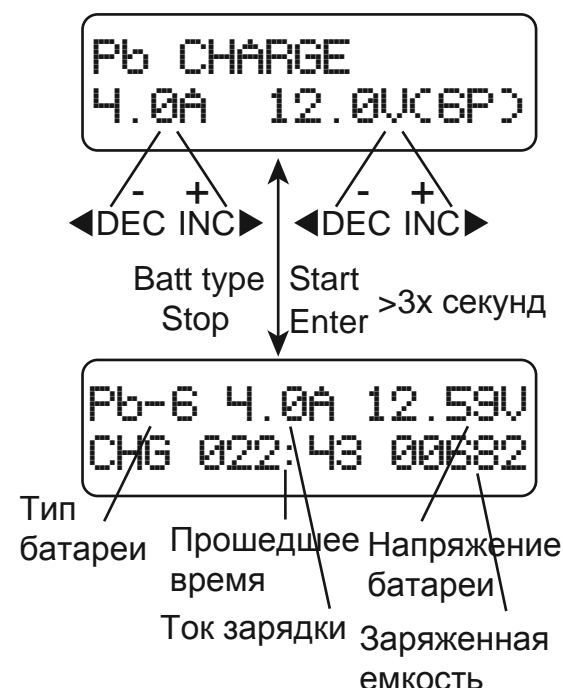 Pb CHARGE
4.0A 12.0V(6P)
- + - +
◀DEC INC▶ ◀DEC INC▶
Batt type Start
Stop Enter >3х секунд
Pb-6 4.0A 12.59V
CHG 022:43 00682
Тип батареи
Прошедшее время
Напряжение батареи
Ток зарядки
Заряженная емкость